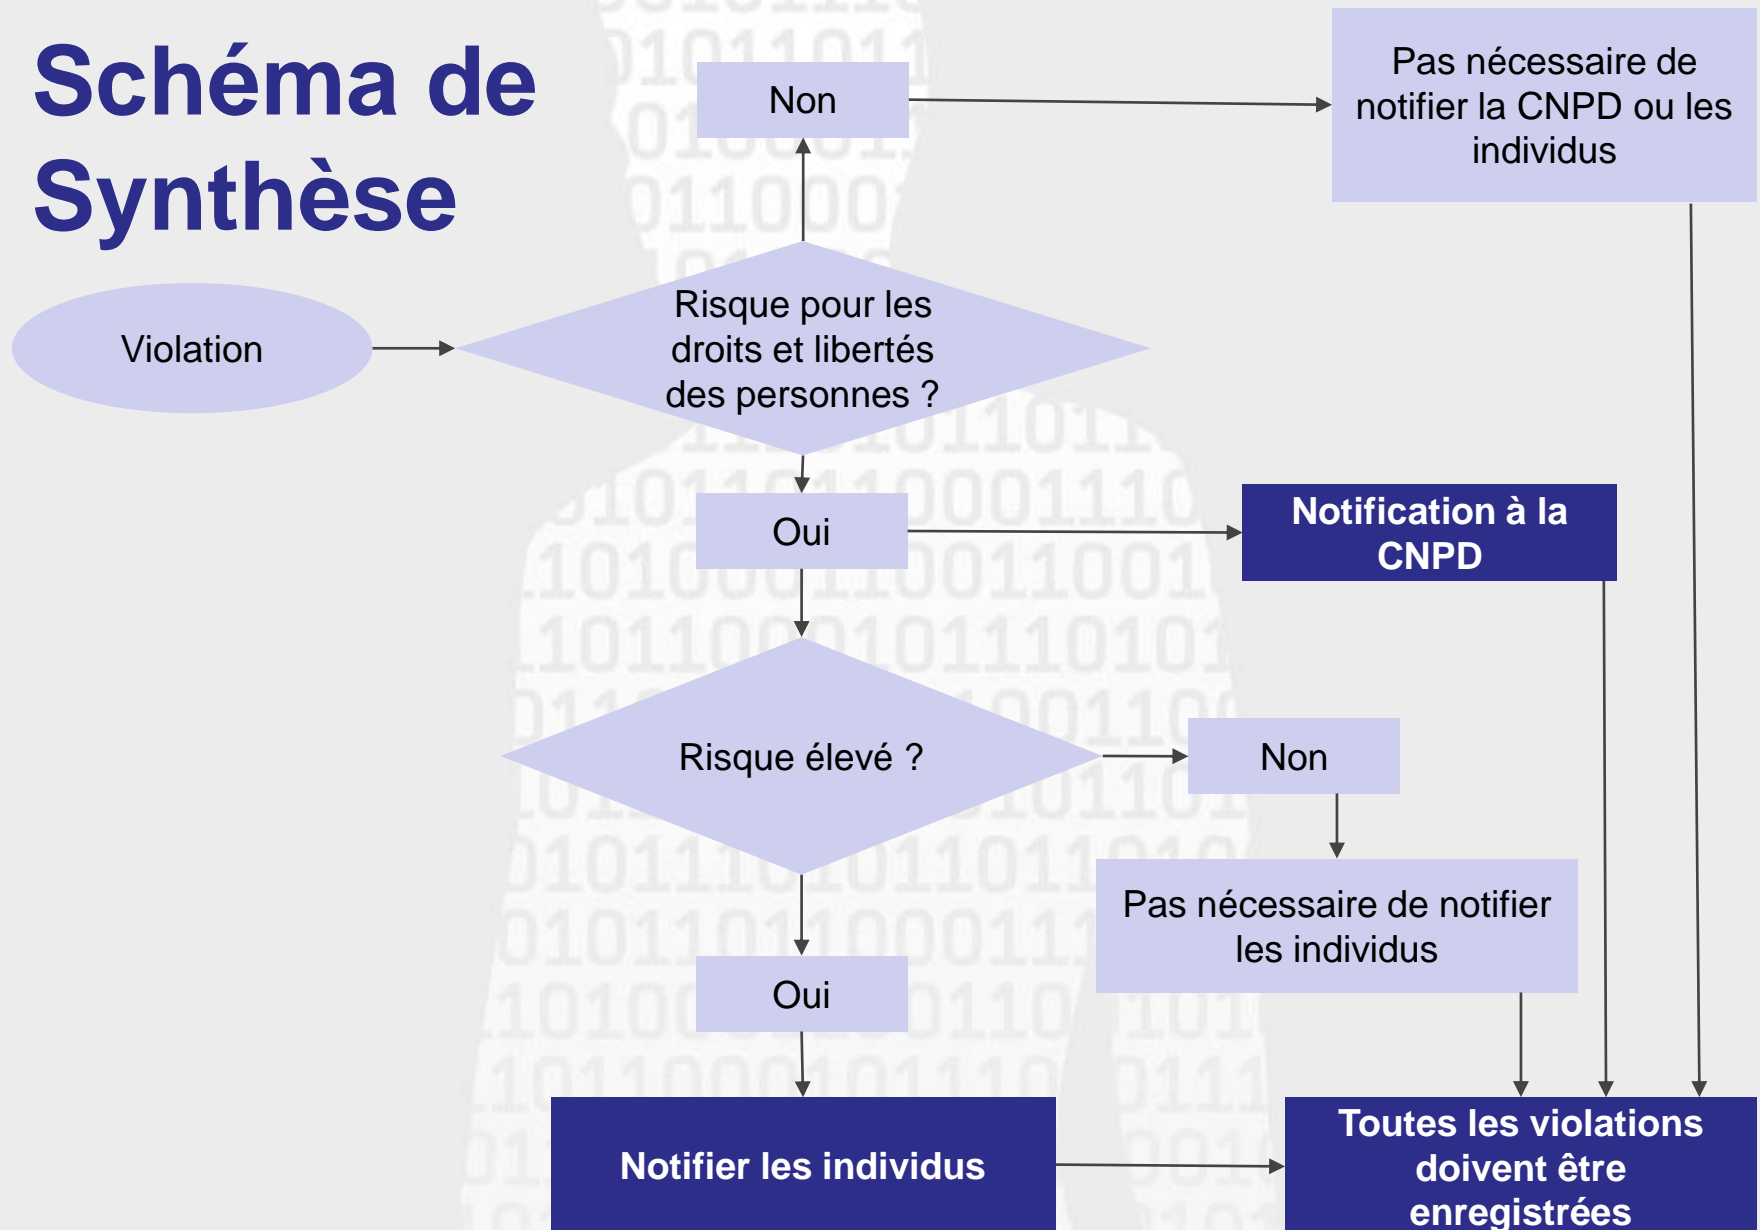 Schéma de
Synthèse
Non
Pas nécessaire de
notifier la CNPD ou les
individus
Violation
Risque pour les
droits et libertés
des personnes ?
Oui
Notification à la
CNPD
Risque élevé ?
Non
Pas nécessaire de notifier
les individus
Oui
Notifier les individus
Toutes les violations
doivent être
enregistrées